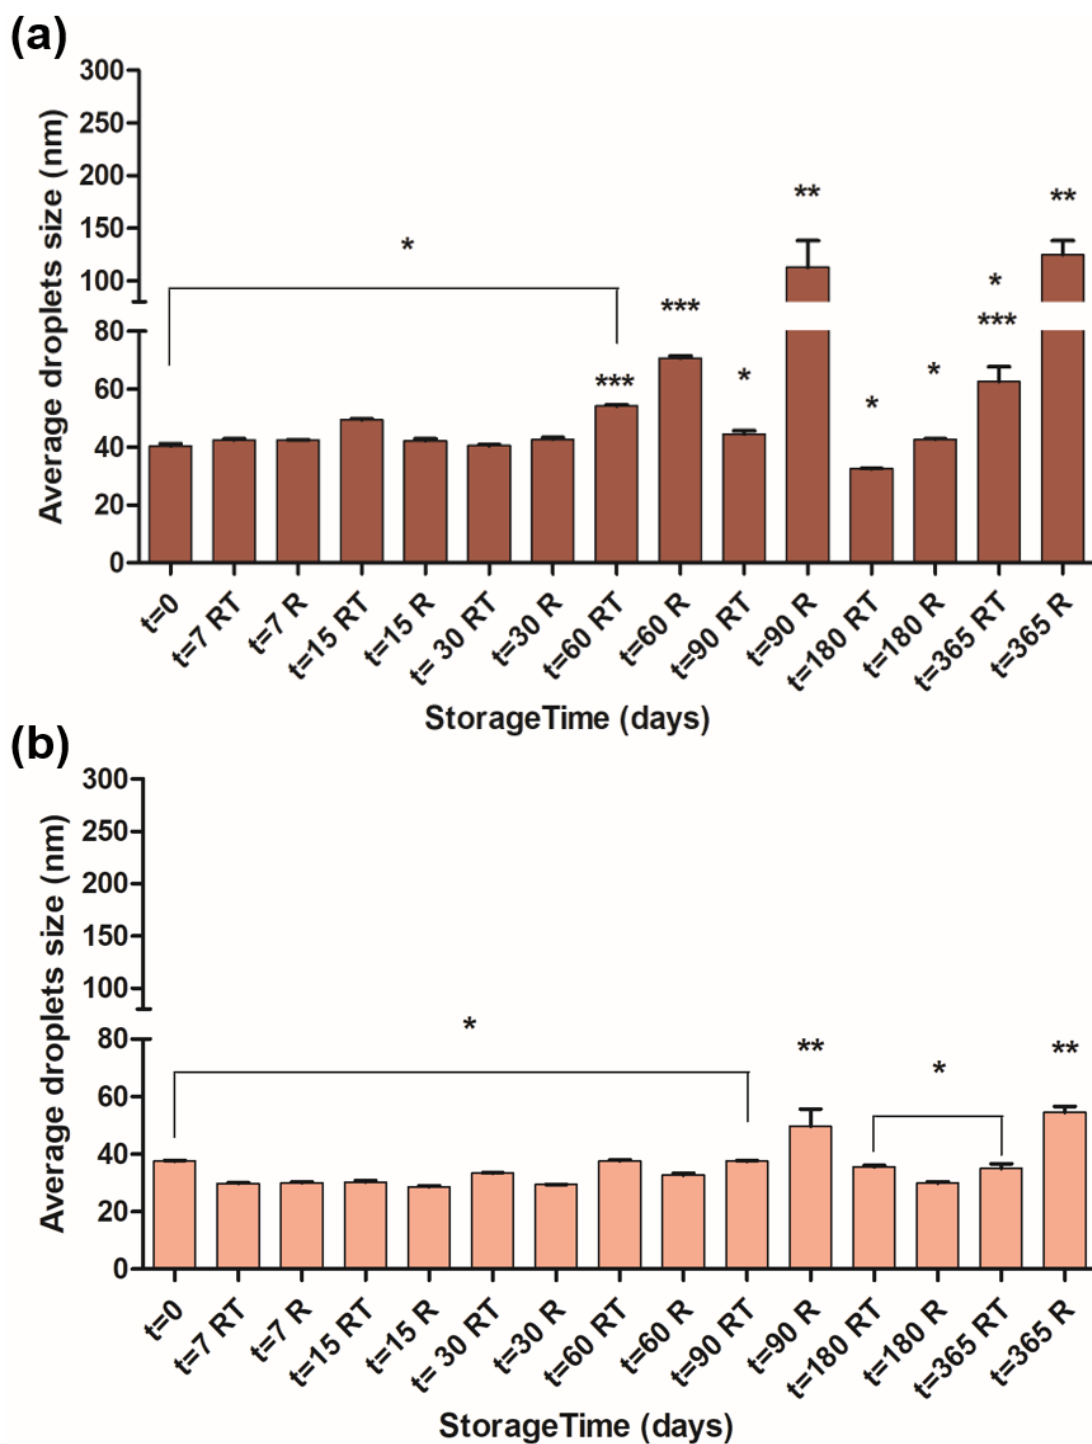 (a)
300
250
200
150
100
80
60
40
20
0
Average droplets size (nm)
*
***
***
*
**
*
*
*
***
**
t=0
t=7 RT
t=7 R
t=15 RT
t=15 R
t= 30 RT
t=30 R
t=60 RT
t=60 R
t=90 RT
t=90 R
t=180 RT
t=180 R
t=365 RT
t=365 R
StorageTime (days)
(b)
300
250
200
150
100
80
60
40
20
0
Average droplets size (nm)
*
**
*
**
t=0
t=7 RT
t=7 R
t=15 RT
t=15 R
t= 30 RT
t=30 R
t=60 RT
t=60 R
t=90 RT
t=90 R
t=180 RT
t=180 R
t=365 RT
t=365 R
StorageTime (days)